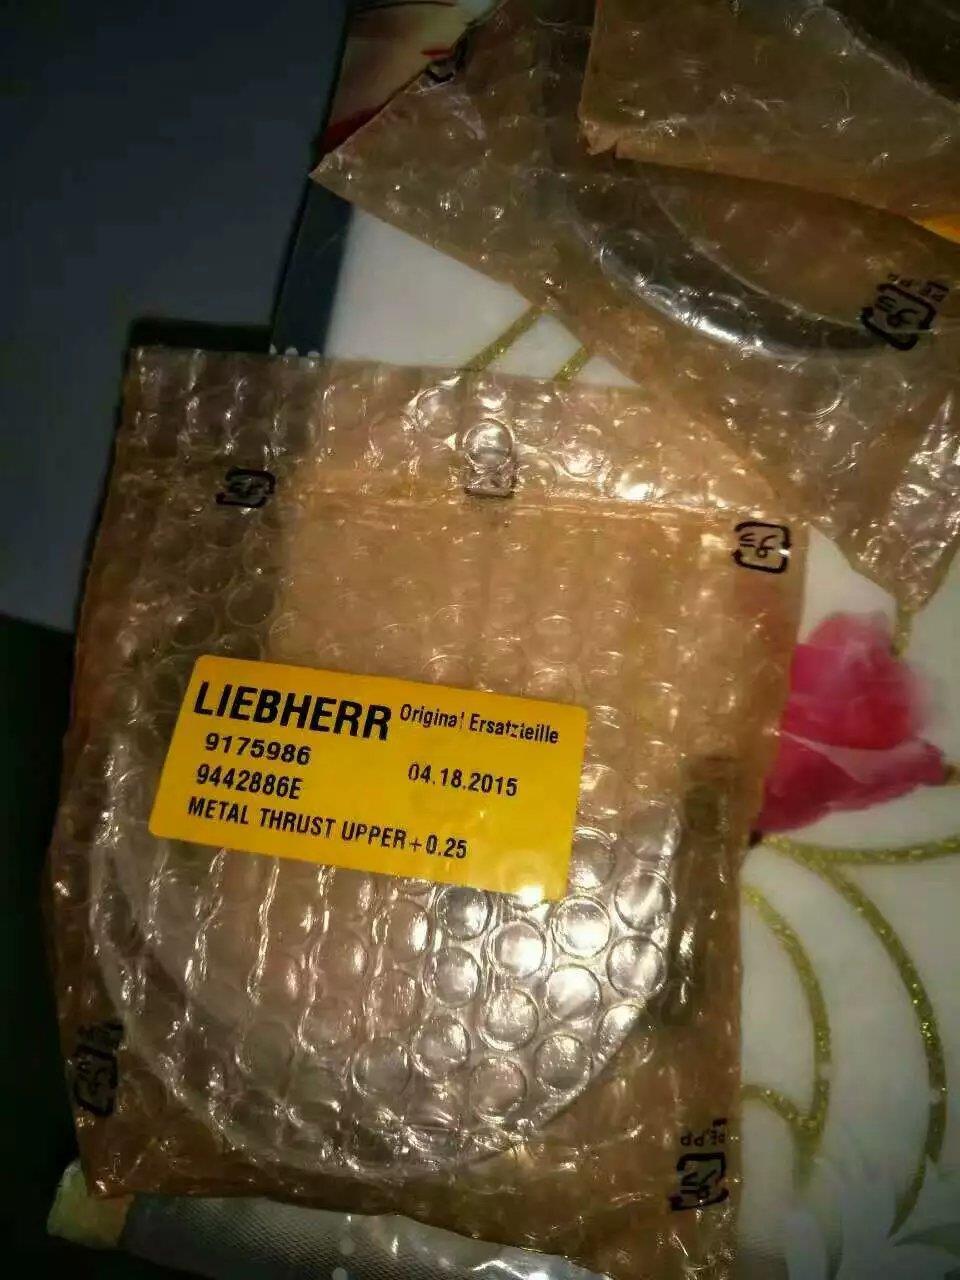 LIEBHERR Original Ersatzteille
9175986
9442886E 04.18.2015
METAL THRUST UPPER+0.25